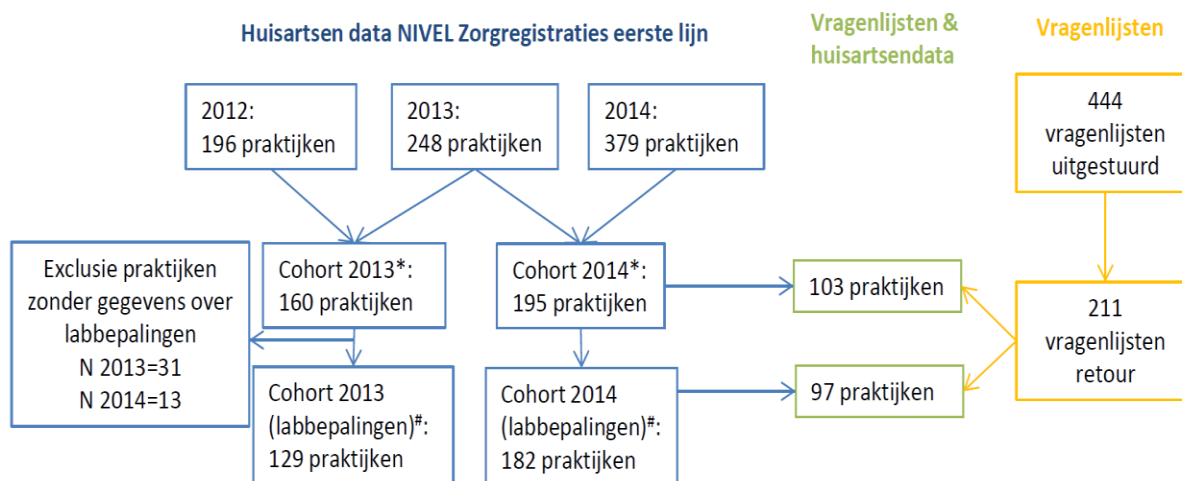 Huisartsen data NIVEL Zorgregistraties eerste lijn
Vragenlijsten &
huisartsendata
Vragenlijsten
2012:
196 praktijken
2013:
248 praktijken
2014:
379 praktijken
444
vragenlijsten
uitgestuurd
Exclusie praktijken
zonder gegevens over
labbepalingen
N 2013=31
N 2014=13
Cohort 2013*:
160 praktijken
Cohort 2014*:
195 praktijken
103 praktijken
211
vragenlijsten
retour
Cohort 2013
(labbepalingen)#:
129 praktijken
Cohort 2014
(labbepalingen)#:
182 praktijken
97 praktijken